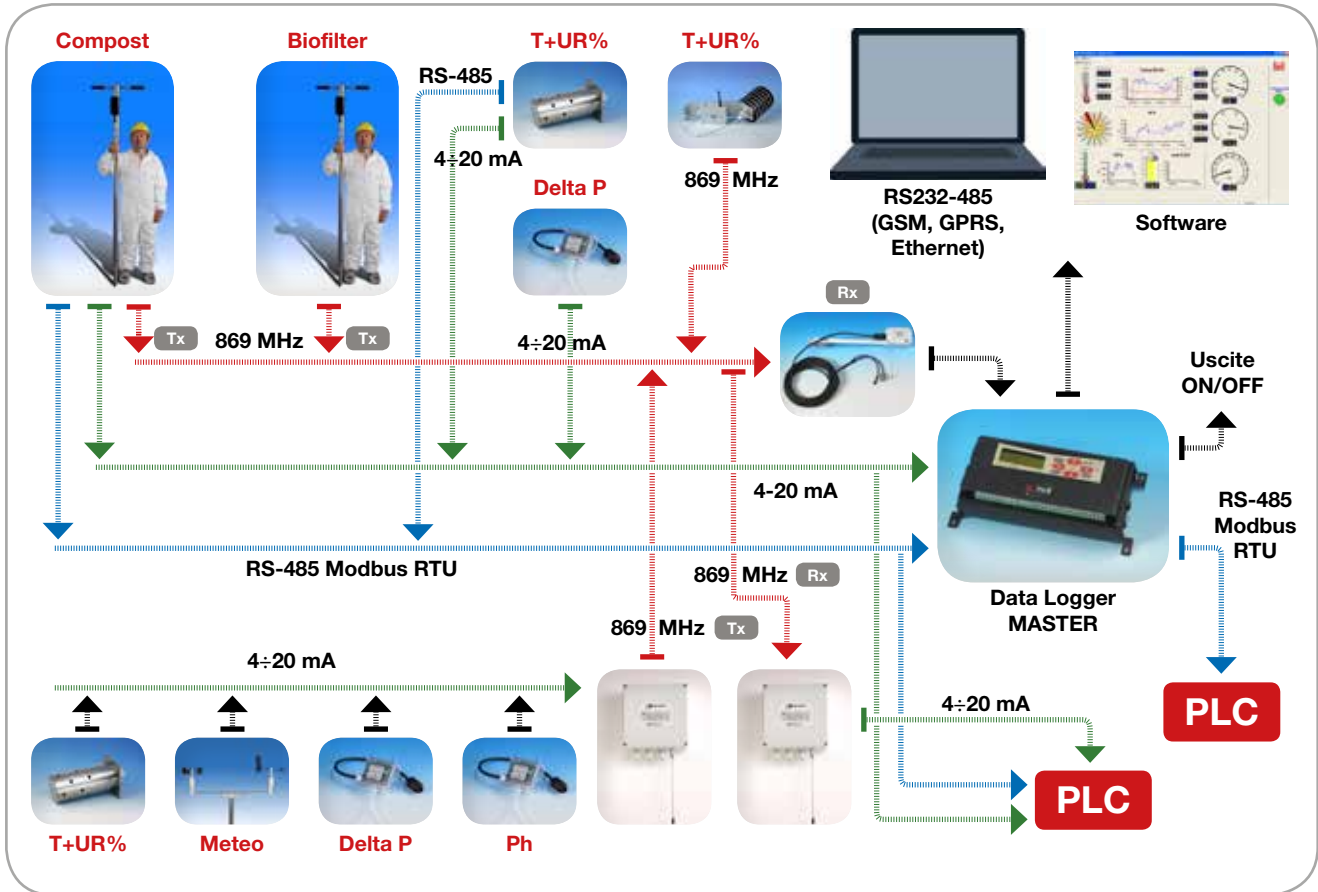 Compost
Biofilter
T+UR%
T+UR%
RS-485
4÷20 mA
Delta P
869 MHz
RS232-485
(GSM, GPRS,
Ethernet)
Software
Tx
869 MHz
Tx
4÷20 mA
Rx
Uscite
ON/OFF
4-20 mA
RS-485
Modbus
RTU
RS-485 Modbus RTU
869 MHz Rx
Data Logger
MASTER
869 MHz Tx
4÷20 mA
4÷20 mA
PLC
PLC
T+UR%
Meteo
Delta P
Ph